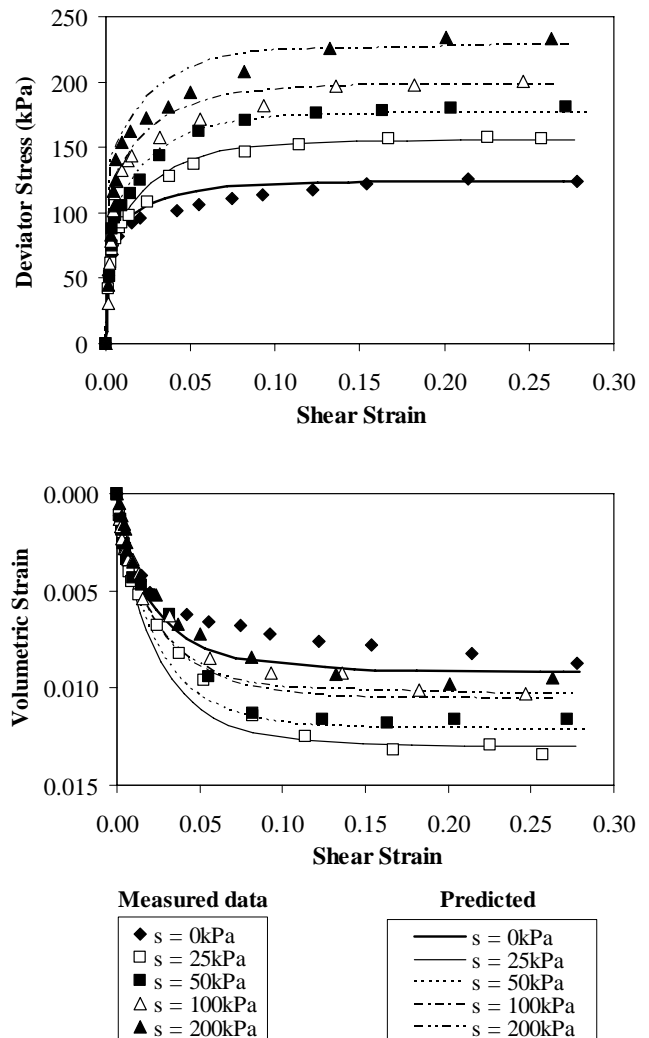 Deviator Stress (kPa)
250
200
150
100
50
0
0.00 0.05 0.10 0.15 0.20 0.25 0.30
Shear Strain
Volumetric Strain
0.000
0.005
0.010
0.015
0.00 0.05 0.10 0.15 0.20 0.25 0.30
Shear Strain
Measured data
s = 0kPa
s = 25kPa
s = 50kPa
s = 100kPa
s = 200kPa
Predicted
s = 0kPa
s = 25kPa
s = 50kPa
s = 100kPa
s = 200kPa